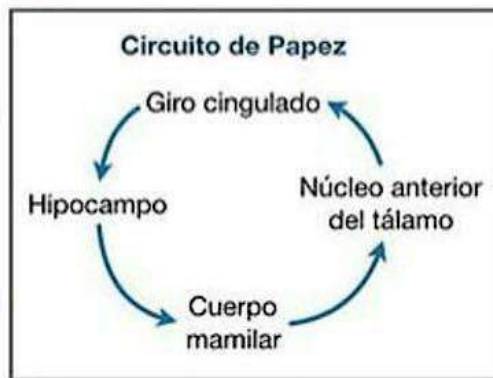 Circuito de Papez
Giro cingulado
Hipocampo
Núcleo anterior
del tálamo
Cuerpo
mamilar